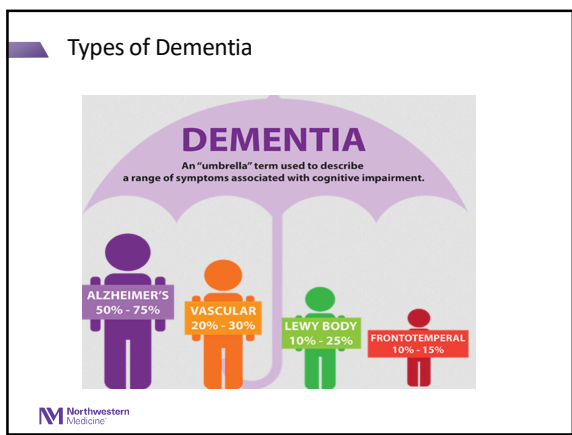 Types of Dementia
DEMENTIA
An “umbrella” term used to describe
a range of symptoms associated with cognitive impairment.
ALZHEIMER'S
50% - 75%
VASCULAR
20% - 30%
LEWY BODY
10% - 25%
FRONTOTEMPERAL
10% - 15%
NM
Northwestern
Medicine®